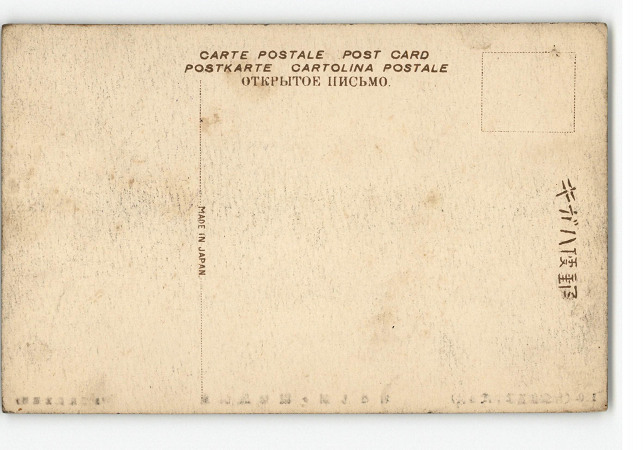 CARTE POSTALE POST CARD
POSTKARTE CARTOLINA POSTALE
ОТКРЫТОЕ ПИСЬМО.
MADE IN JAPAN.
キガハ便郵